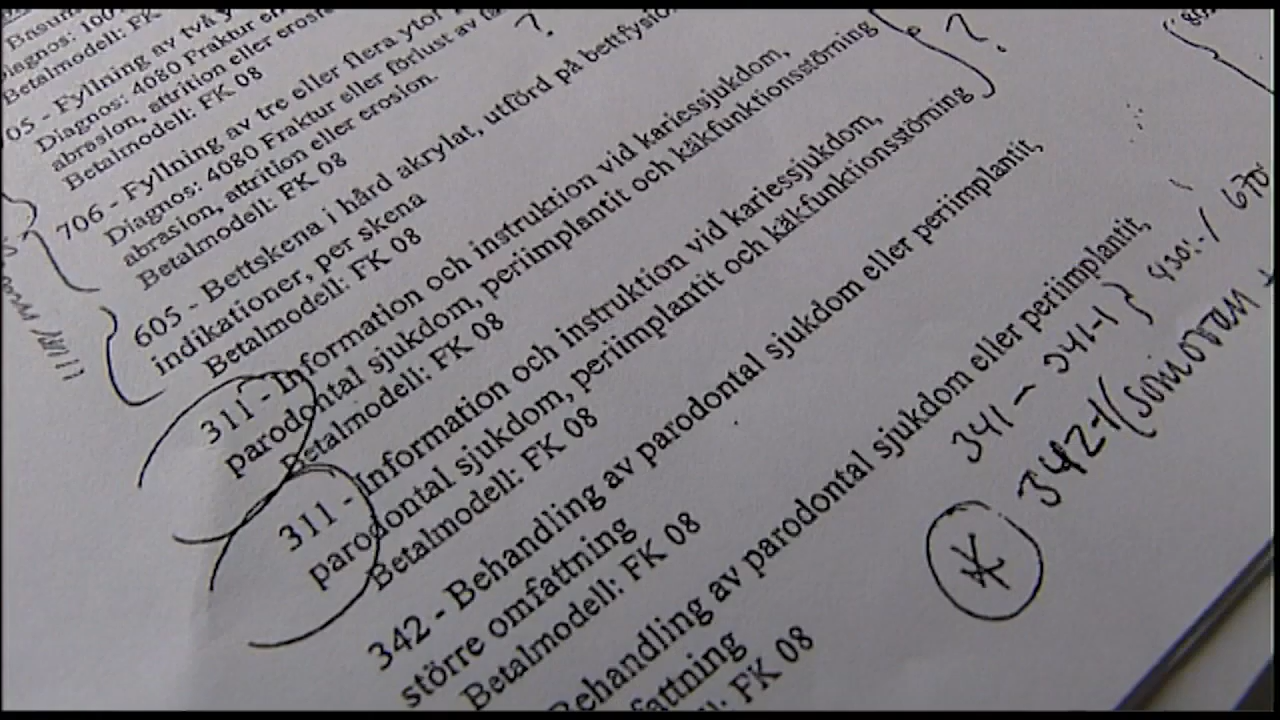 Diagnos: 100
Betalmodell: FK
05 - Fyllning av två y
Diagnos: 4080 Fraktur en
abrasion, attrition eller erosi
Betalmodell: FK 08
706 - Fyllning av tre eller flera ytor
Diagnos: 4080 Fraktur eller förlust av
abrasion, attrition eller erosion.
Betalmodell: FK 08
?
605 - Bettskena i hård akrylat, utförd på bettfysio
indikationer, per skena
Betalmodell: FK 08
311 - Information och instruktion vid kariessjukdom,
parodontal sjukdom, periimplantit och käkfunktionsstörning
Betalmodell: FK 08
?
311 - Information och instruktion vid kariessjukdom,
parodontal sjukdom, periimplantit och käkfunktionsstörning
Betalmodell: FK 08
342 - Behandling av parodontal sjukdom eller periimplantit,
större omfattning
Betalmodell: FK 08
Behandling av parodontal sjukdom eller periimplantit,
fattning
FK 08
341 - 341-1 } 430:- / 670
342-1 (